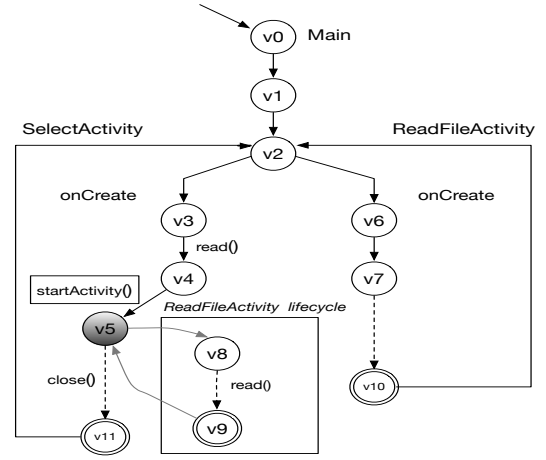 v0 Main
v1
SelectActivity ReadFileActivity
v2
onCreate onCreate
v3 v6
read()
v4 v7
startActivity()
ReadFileActivity lifecycle
v5
v8
close() read()
v10
v9
v11